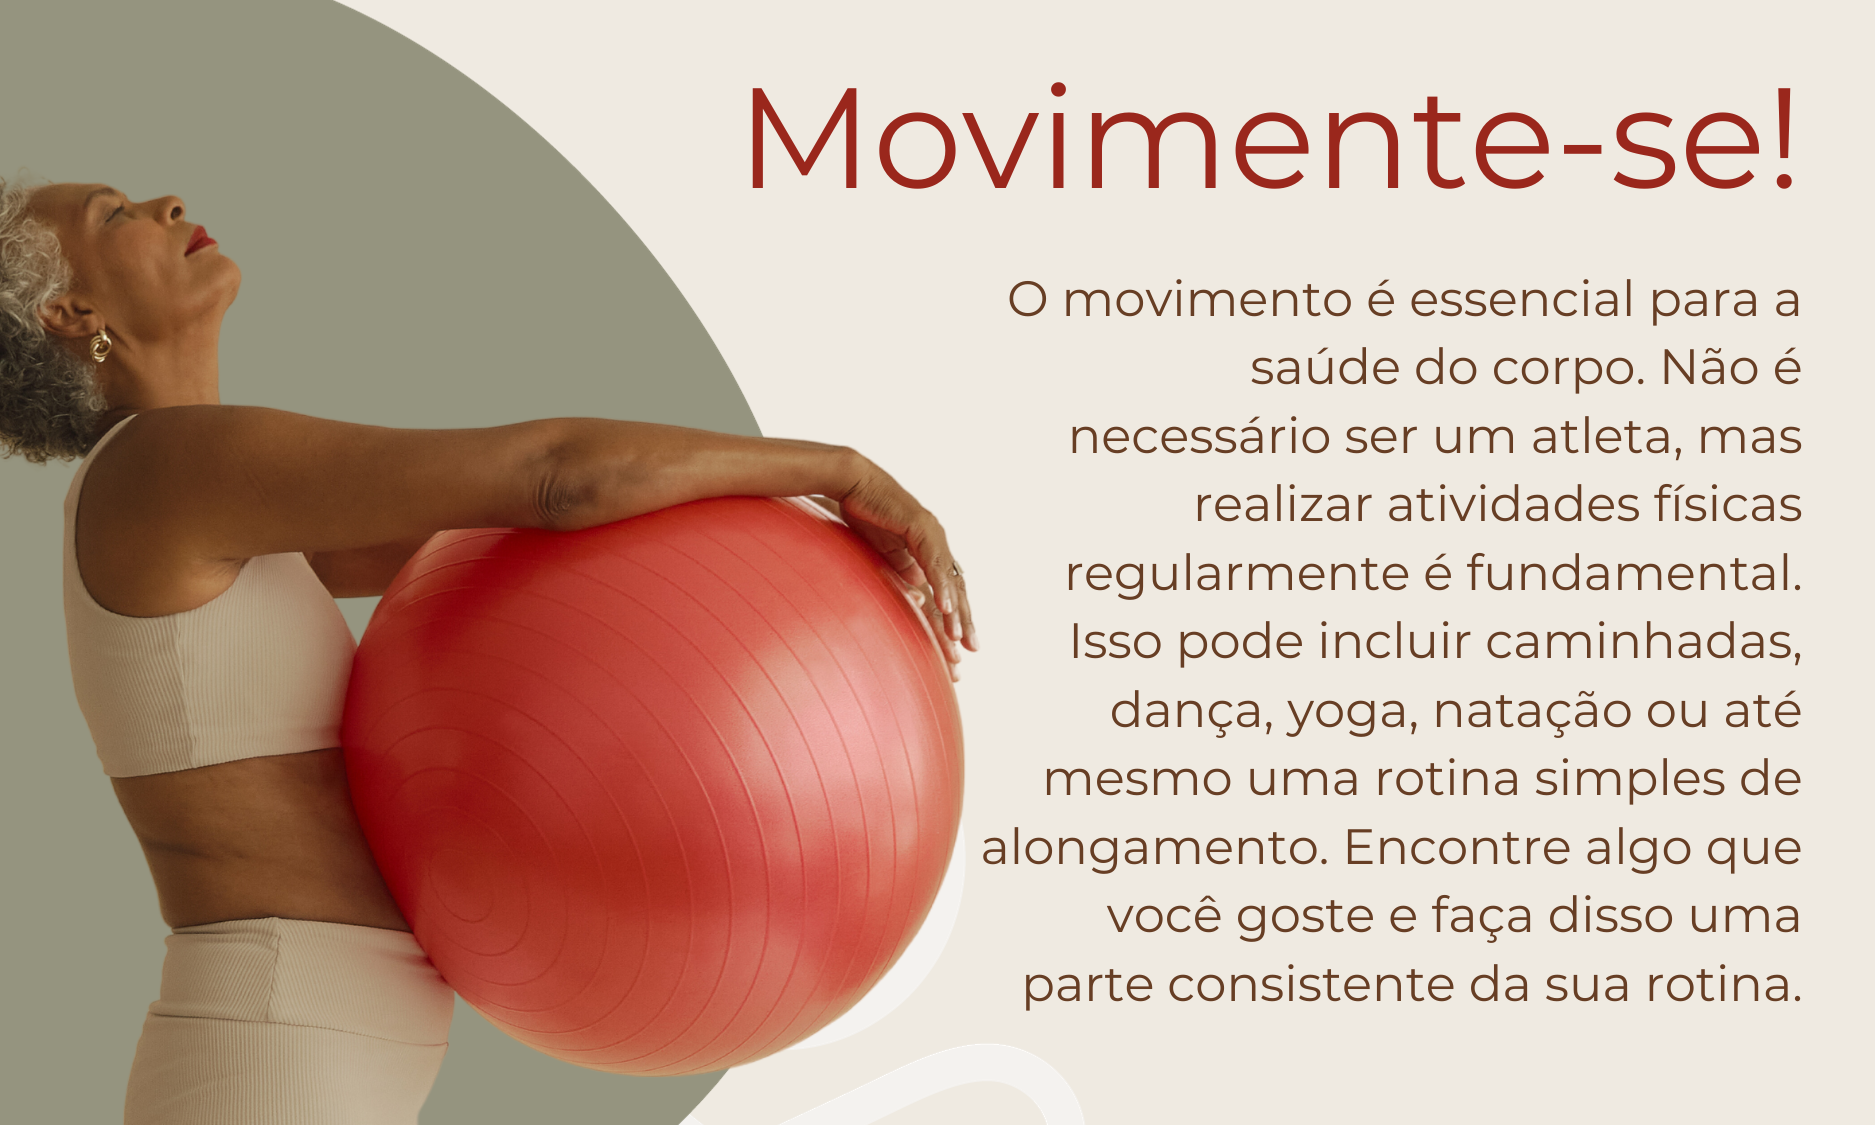 Movimente-se!
O movimento é essencial para a
saúde do corpo. Não é
necessário ser um atleta, mas
realizar atividades físicas
regularmente é fundamental.
Isso pode incluir caminhadas,
dança, yoga, natação ou até
mesmo uma rotina simples de
alongamento. Encontre algo que
você goste e faça disso uma
parte consistente da sua rotina.